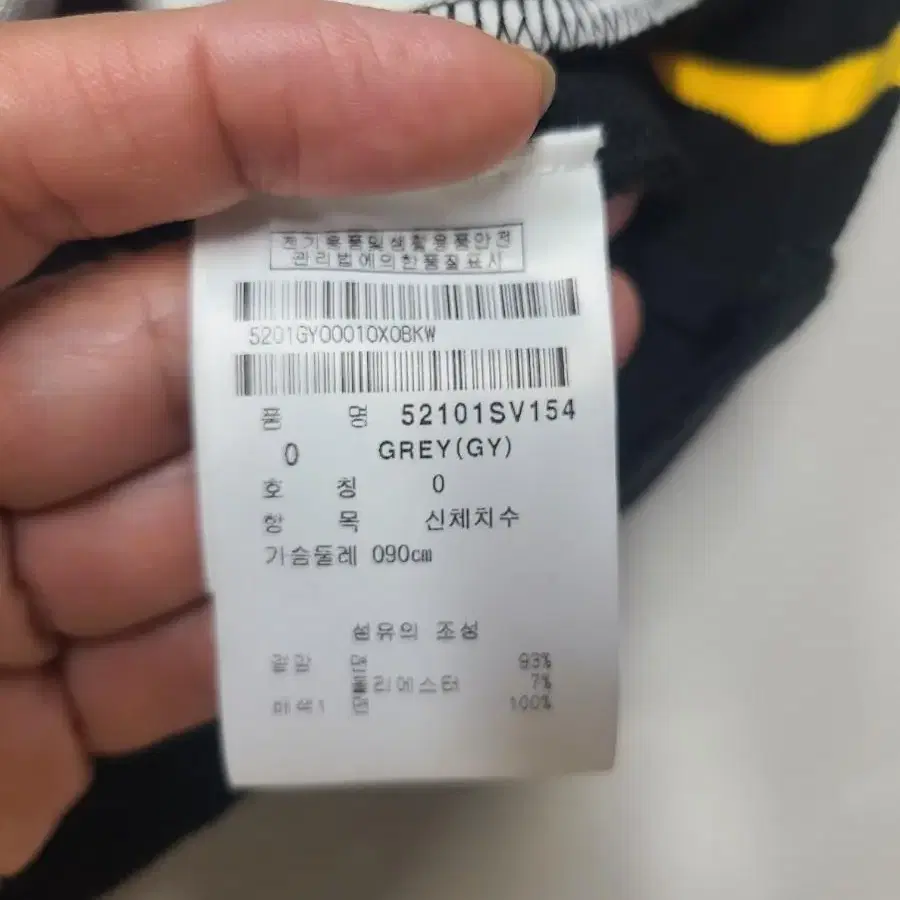 전기용품및생활용품안전
관리법에의한품질표시
5201GY00010X0BKW
품 명 52101SV154
0 GREY(GY)
호 칭 0
항 목 신체치수
가슴둘레 090cm
섬유의 조성
겉감 면 93%
폴리에스터 7%
배색1 면 100%